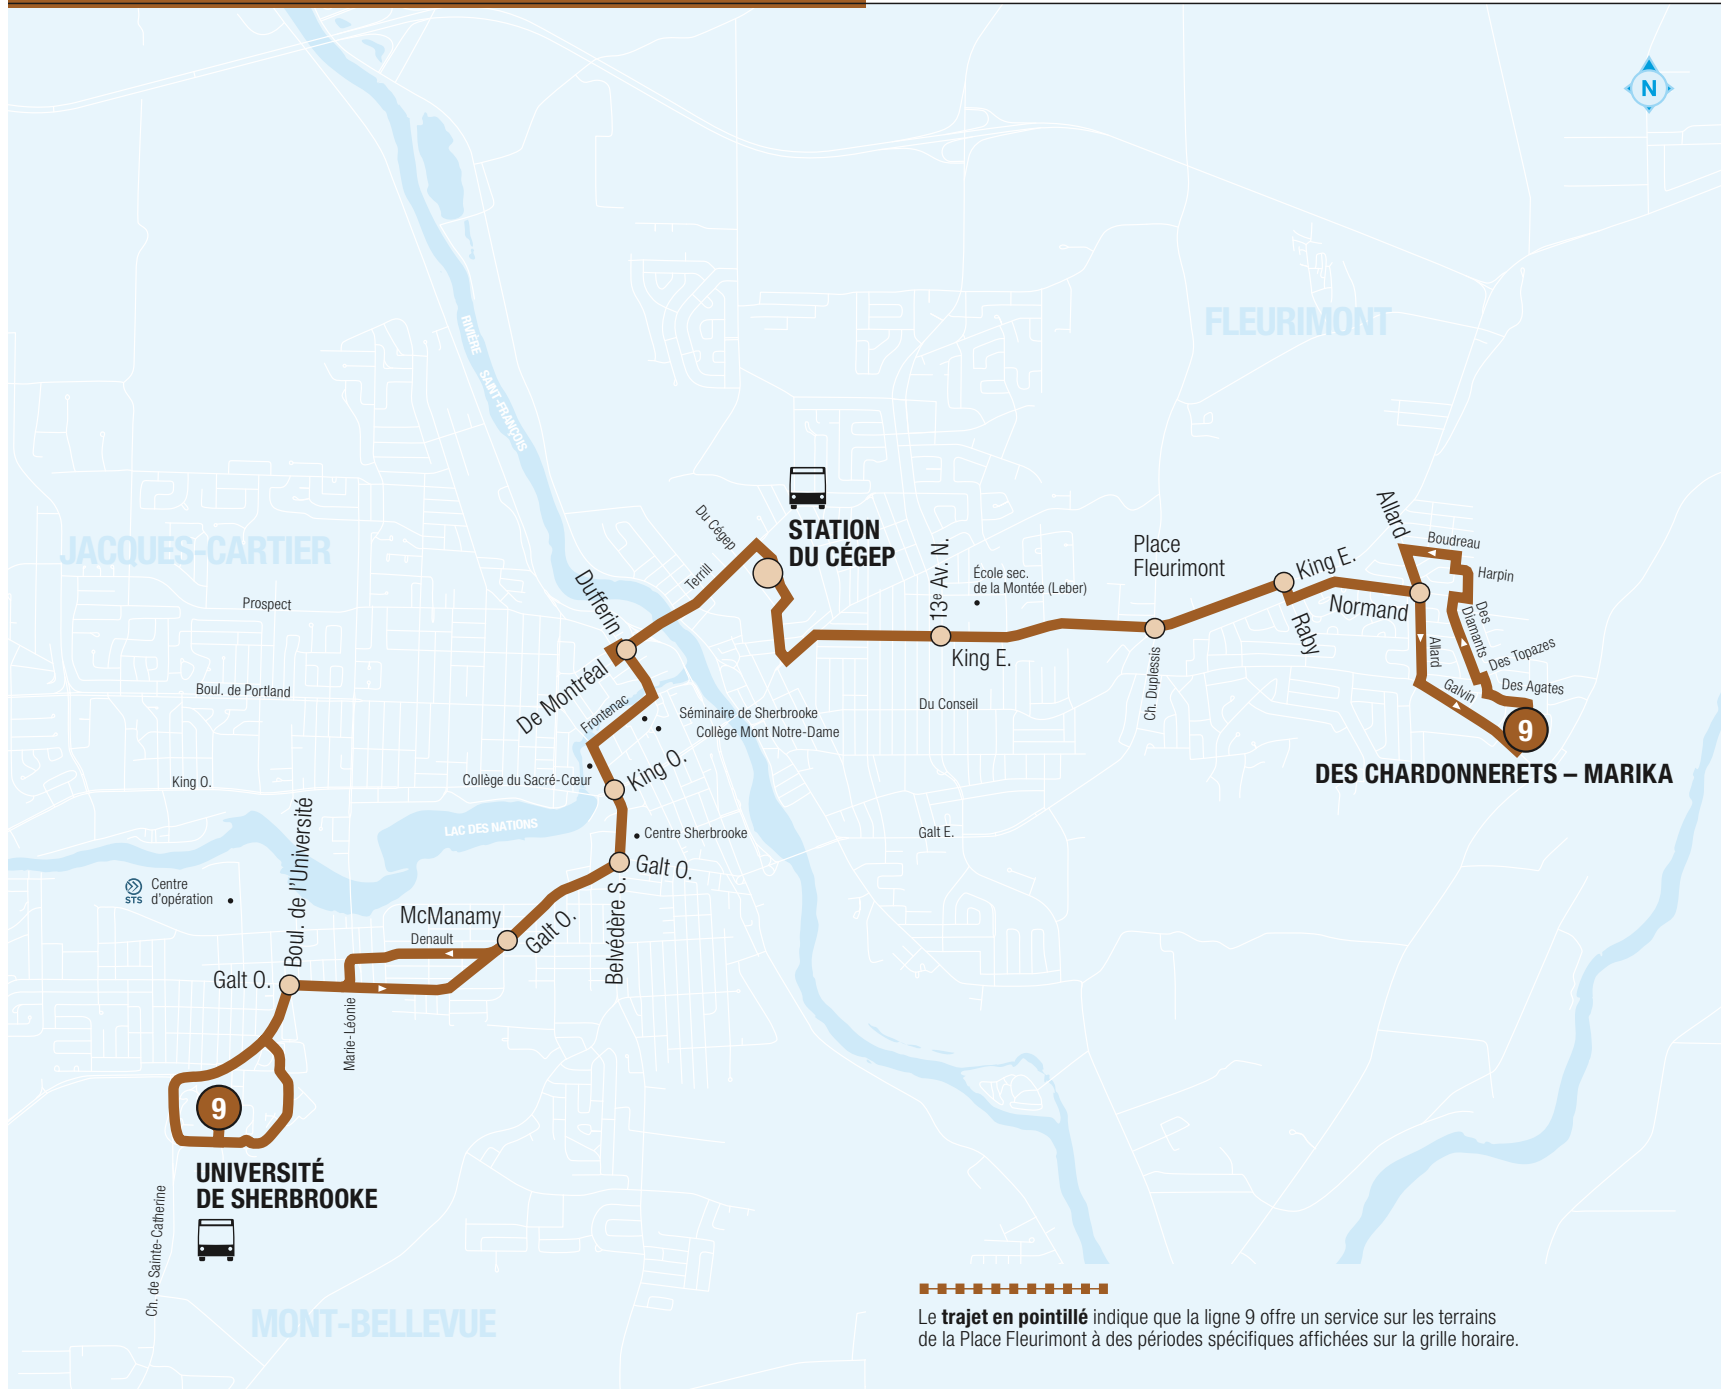 N
FLEURIMONT
RIVIÈRE SAINT-FRANÇOIS
JACQUES-CARTIER
STATION
DU CÉGEP
Du Cégep
Terrill
Dufferin
De Montréal
13e Av. N.
King E.
École sec.
de la Montée (Leber)
Place
Fleurimont
Ch. Duplessis
King E.
Raby
Normand
Allard
Boudreau
Harpin
Des
Diamants
Des Topazes
Des Agates
Allard
Galvin
9
DES CHARDONNERETS – MARIKA
Prospect
Boul. de Portland
King O.
Frontenac
Séminaire de Sherbrooke
Collège Mont Notre-Dame
Du Conseil
Collège du Sacré-Cœur
King O.
LAC DES NATIONS
Centre Sherbrooke
Galt E.
Galt O.
Belvédère S.
STS
Centre
d'opération
Boul. de l'Université
McManamy
Denault
Galt O.
Galt O.
Marie-Léonie
9
UNIVERSITÉ
DE SHERBROOKE
Ch. de Sainte-Catherine
MONT-BELLEVUE
Le trajet en pointillé indique que la ligne 9 offre un service sur les terrains
de la Place Fleurimont à des périodes spécifiques affichées sur la grille horaire.